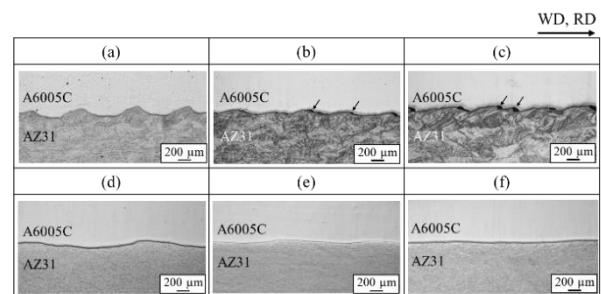 WD, RD
(a) (b) (c)
A6005C A6005C A6005C
AZ31 AZ31 AZ31
200 µm 200 µm 200 µm
(d) (e) (f)
A6005C A6005C A6005C
AZ31 AZ31 AZ31
200 µm 200 µm 200 µm